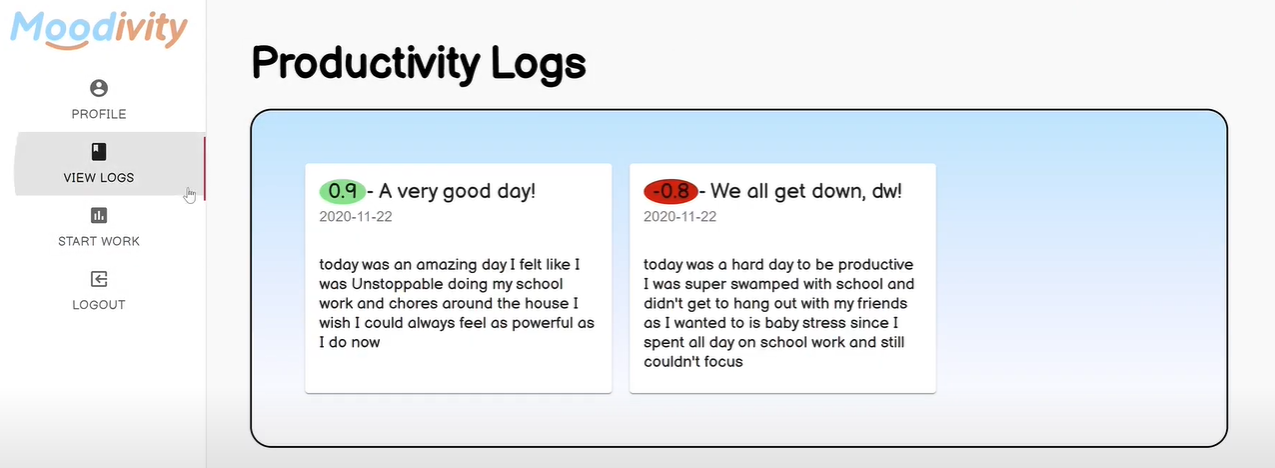 Moodivity
PROFILE
VIEW LOGS
START WORK
LOGOUT
Productivity Logs
0.9 - A very good day!
2020-11-22
today was an amazing day I felt like I
was Unstoppable doing my school
work and chores around the house I
wish I could always feel as powerful as
I do now
-0.8 - We all get down, dw!
2020-11-22
today was a hard day to be productive
I was super swamped with school and
didn't get to hang out with my friends
as I wanted to is baby stress since I
spent all day on school work and still
couldn't focus